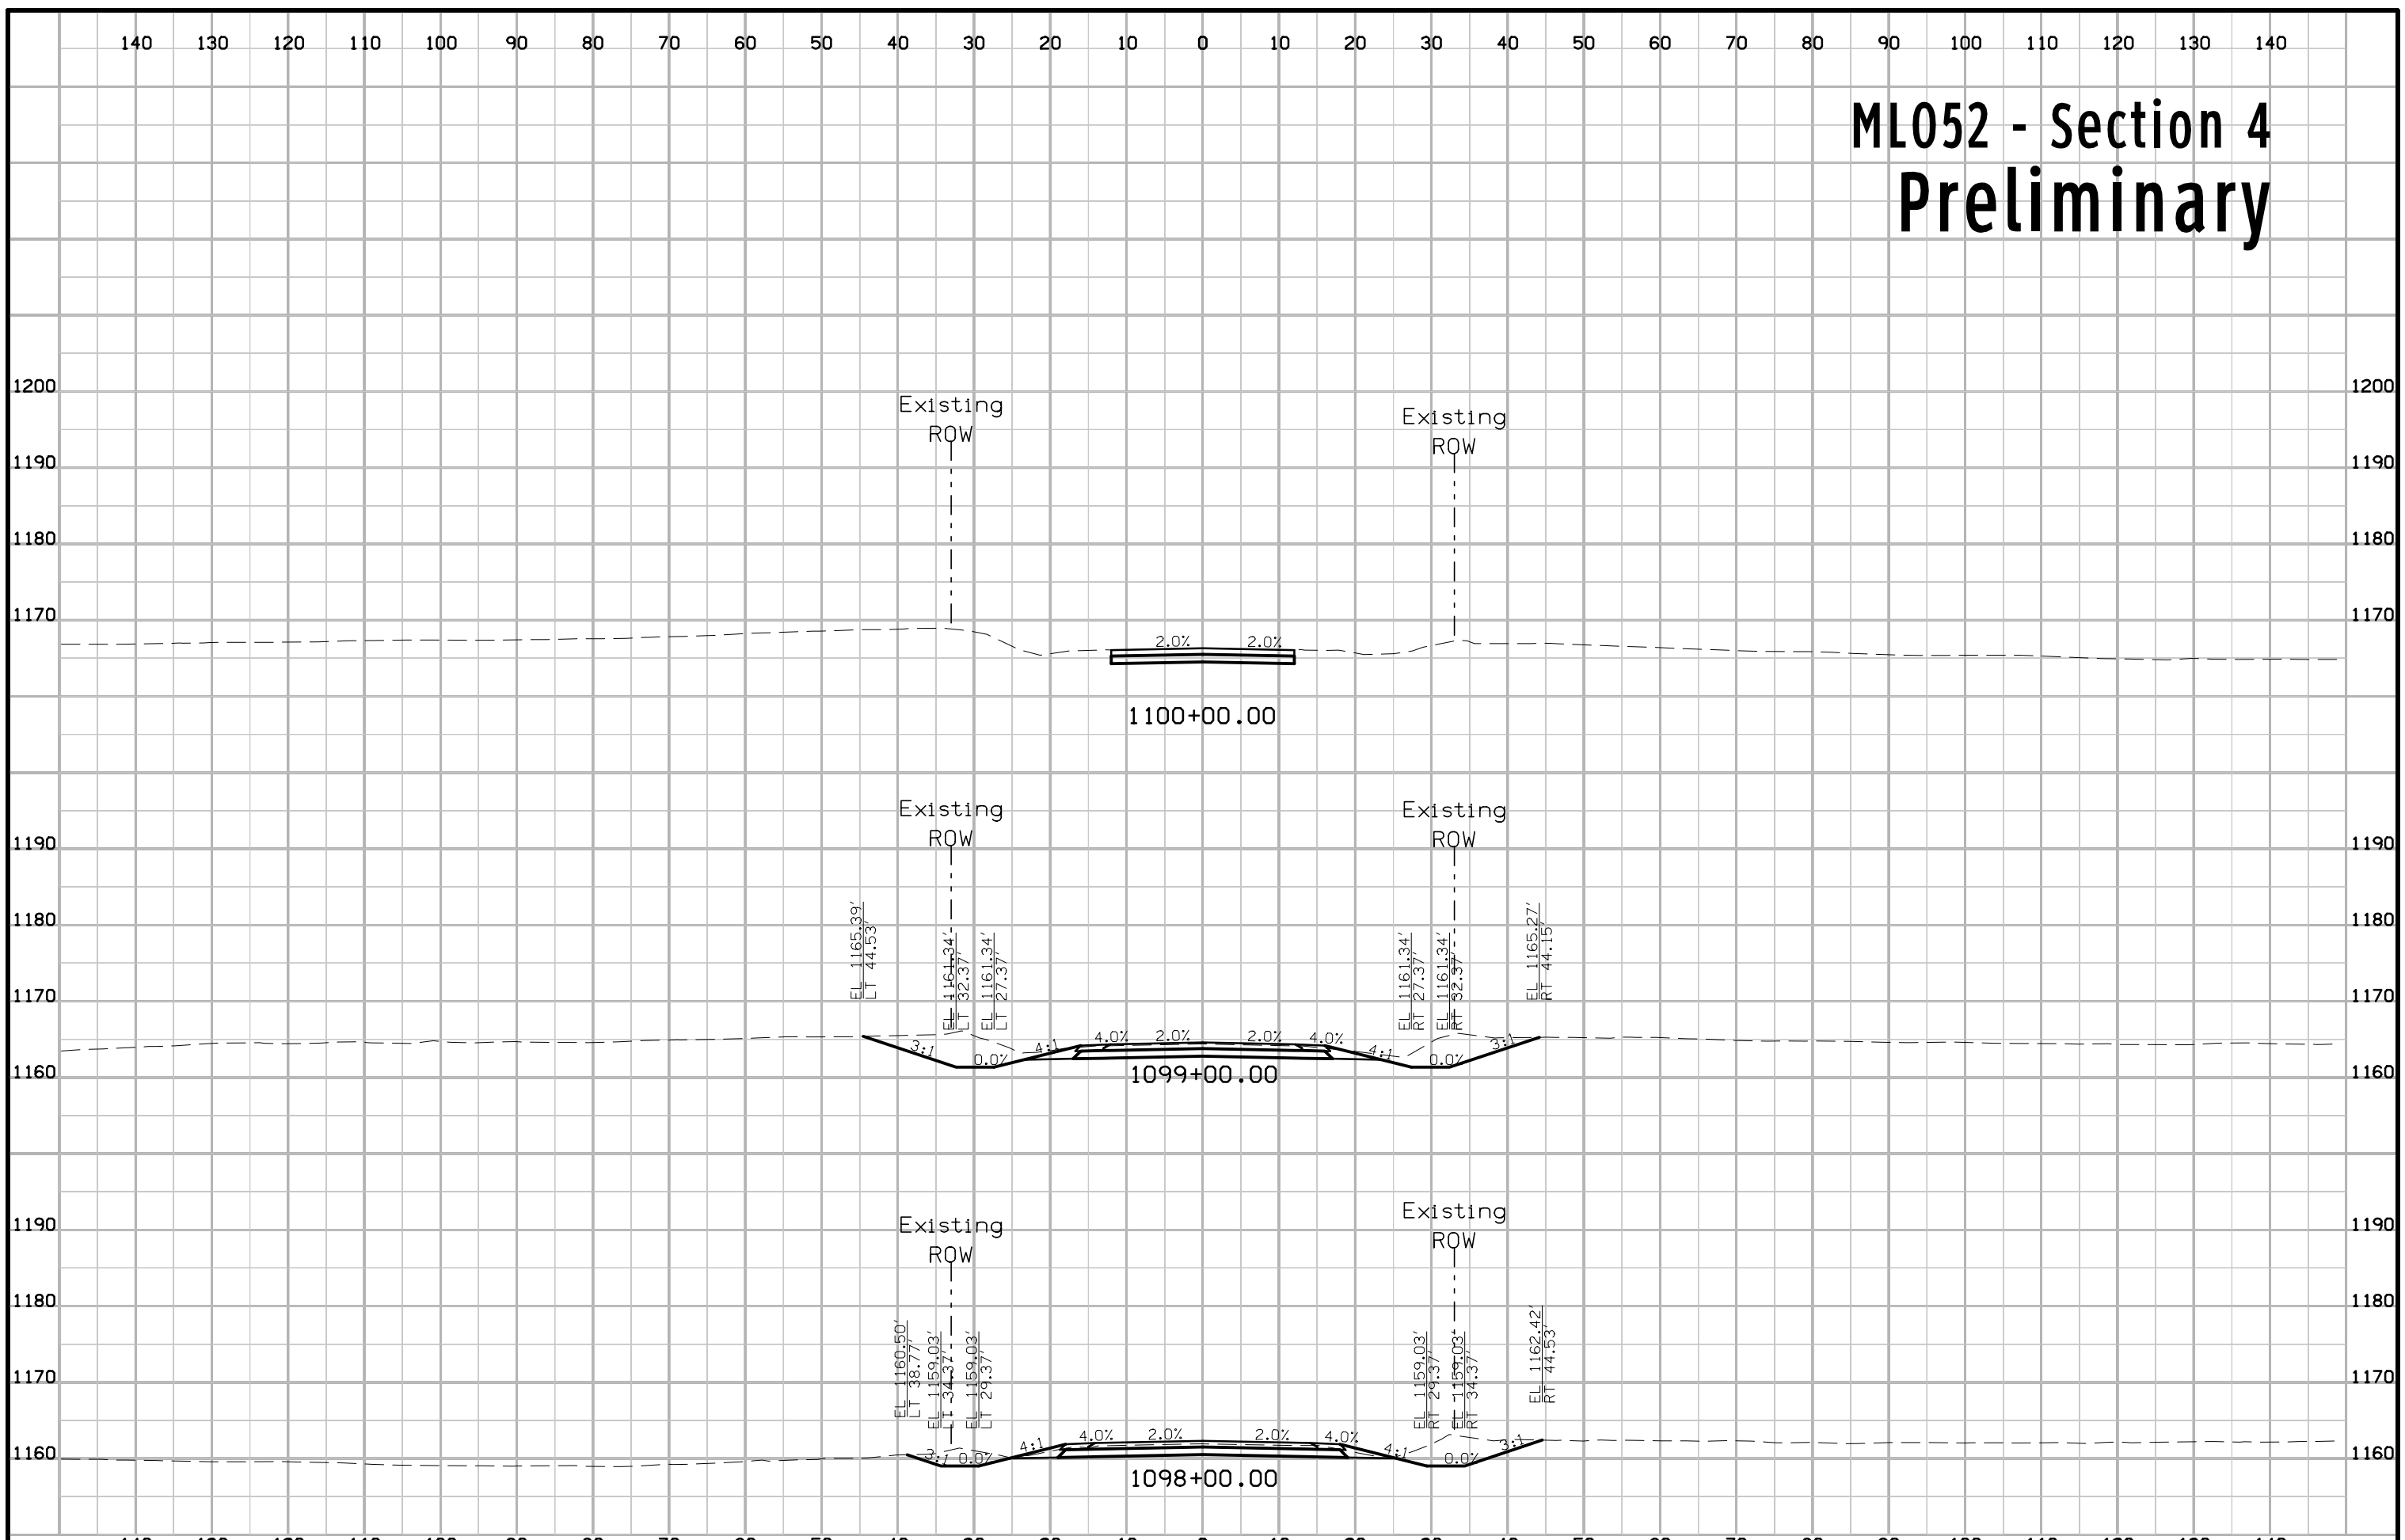 140 130 120 110 100 90 80 70 60 50 40 30 20 10 0 10 20 30 40 50 60 70 80 90 100 110 120 130 140
ML052 - Section 4
Preliminary
1200 1200
Existing
ROW
Existing
ROW
1190 1190
1180 1180
1170 1170
2.0% 2.0%
1100+00.00
Existing
ROW
Existing
ROW
1190 1190
1180 1180
EL 1165.39'
LT 44.53'
EL 1161.34'
LT 32.37'
EL 1161.34'
LT 27.37'
EL 1161.34'
RT 27.37'
EL 1161.34'
RT 32.37'
EL 1165.27'
RT 44.15'
1170 1170
3:1 0.0% 4:1 4.0% 2.0% 2.0% 4.0% 4:1 0.0% 3:1
1160 1160
1099+00.00
Existing
ROW
Existing
ROW
1190 1190
1180 1180
EL 1160.50'
LT 38.77'
EL 1159.03'
LT 34.37'
EL 1159.03'
LT 29.37'
EL 1159.03'
RT 29.37'
EL 1159.03'
RT 34.37'
EL 1162.42'
RT 44.53'
1170 1170
3:1 0.0% 4:1 4.0% 2.0% 2.0% 4.0% 4:1 0.0% 3:1
1160 1160
1098+00.00